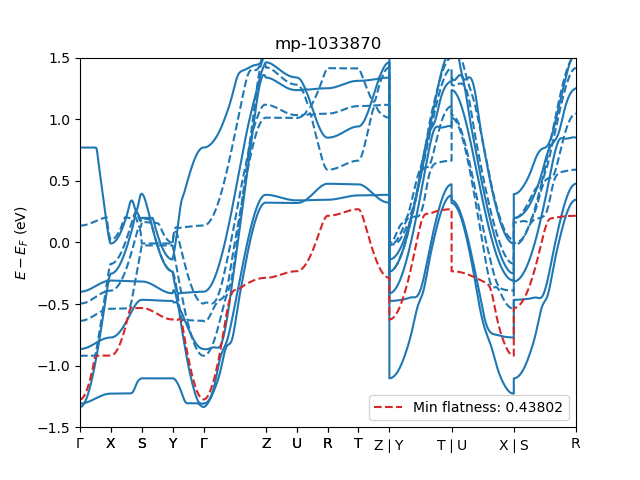 mp-1033870
E − E_F (eV)
1.5
1.0
0.5
0.0
−0.5
−1.0
−1.5
Min flatness: 0.43802
Γ X S Y Γ Z U R T Z | Y T | U X | S R